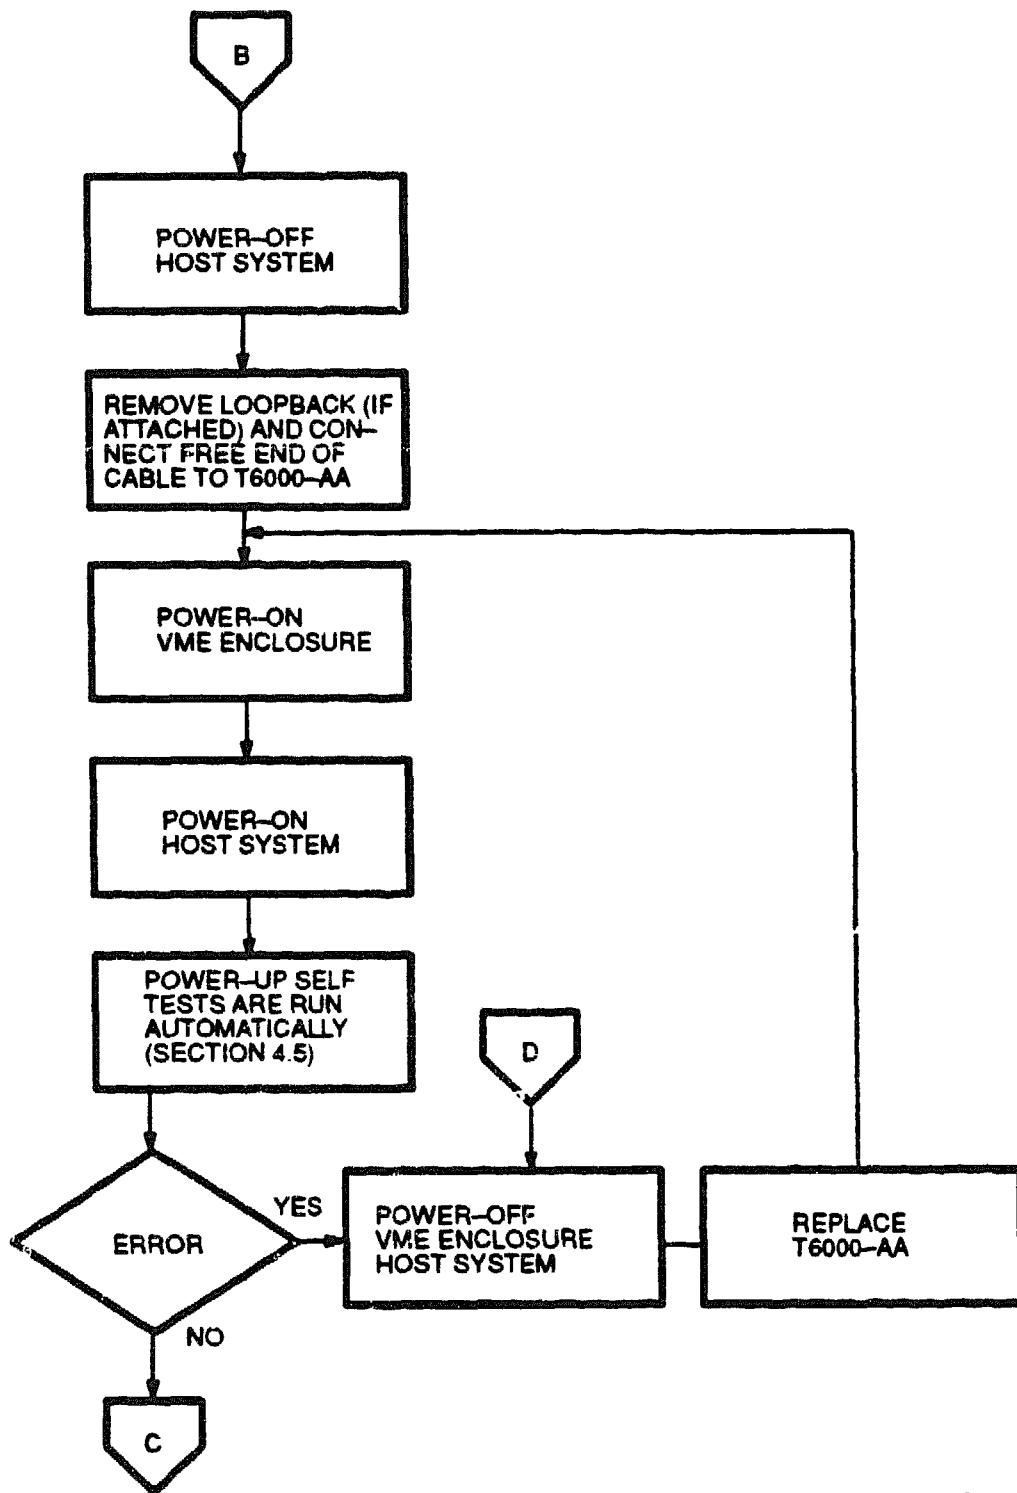 B
POWER–OFF
HOST SYSTEM
REMOVE LOOPBACK (IF
ATTACHED) AND CON–
NECT FREE END OF
CABLE TO T6000–AA
POWER–ON
VME ENCLOSURE
POWER–ON
HOST SYSTEM
POWER–UP SELF
TESTS ARE RUN
AUTOMATICALLY
(SECTION 4.5)
D
ERROR
YES
POWER–OFF
VME ENCLOSURE
HOST SYSTEM
REPLACE
T6000–AA
NO
C